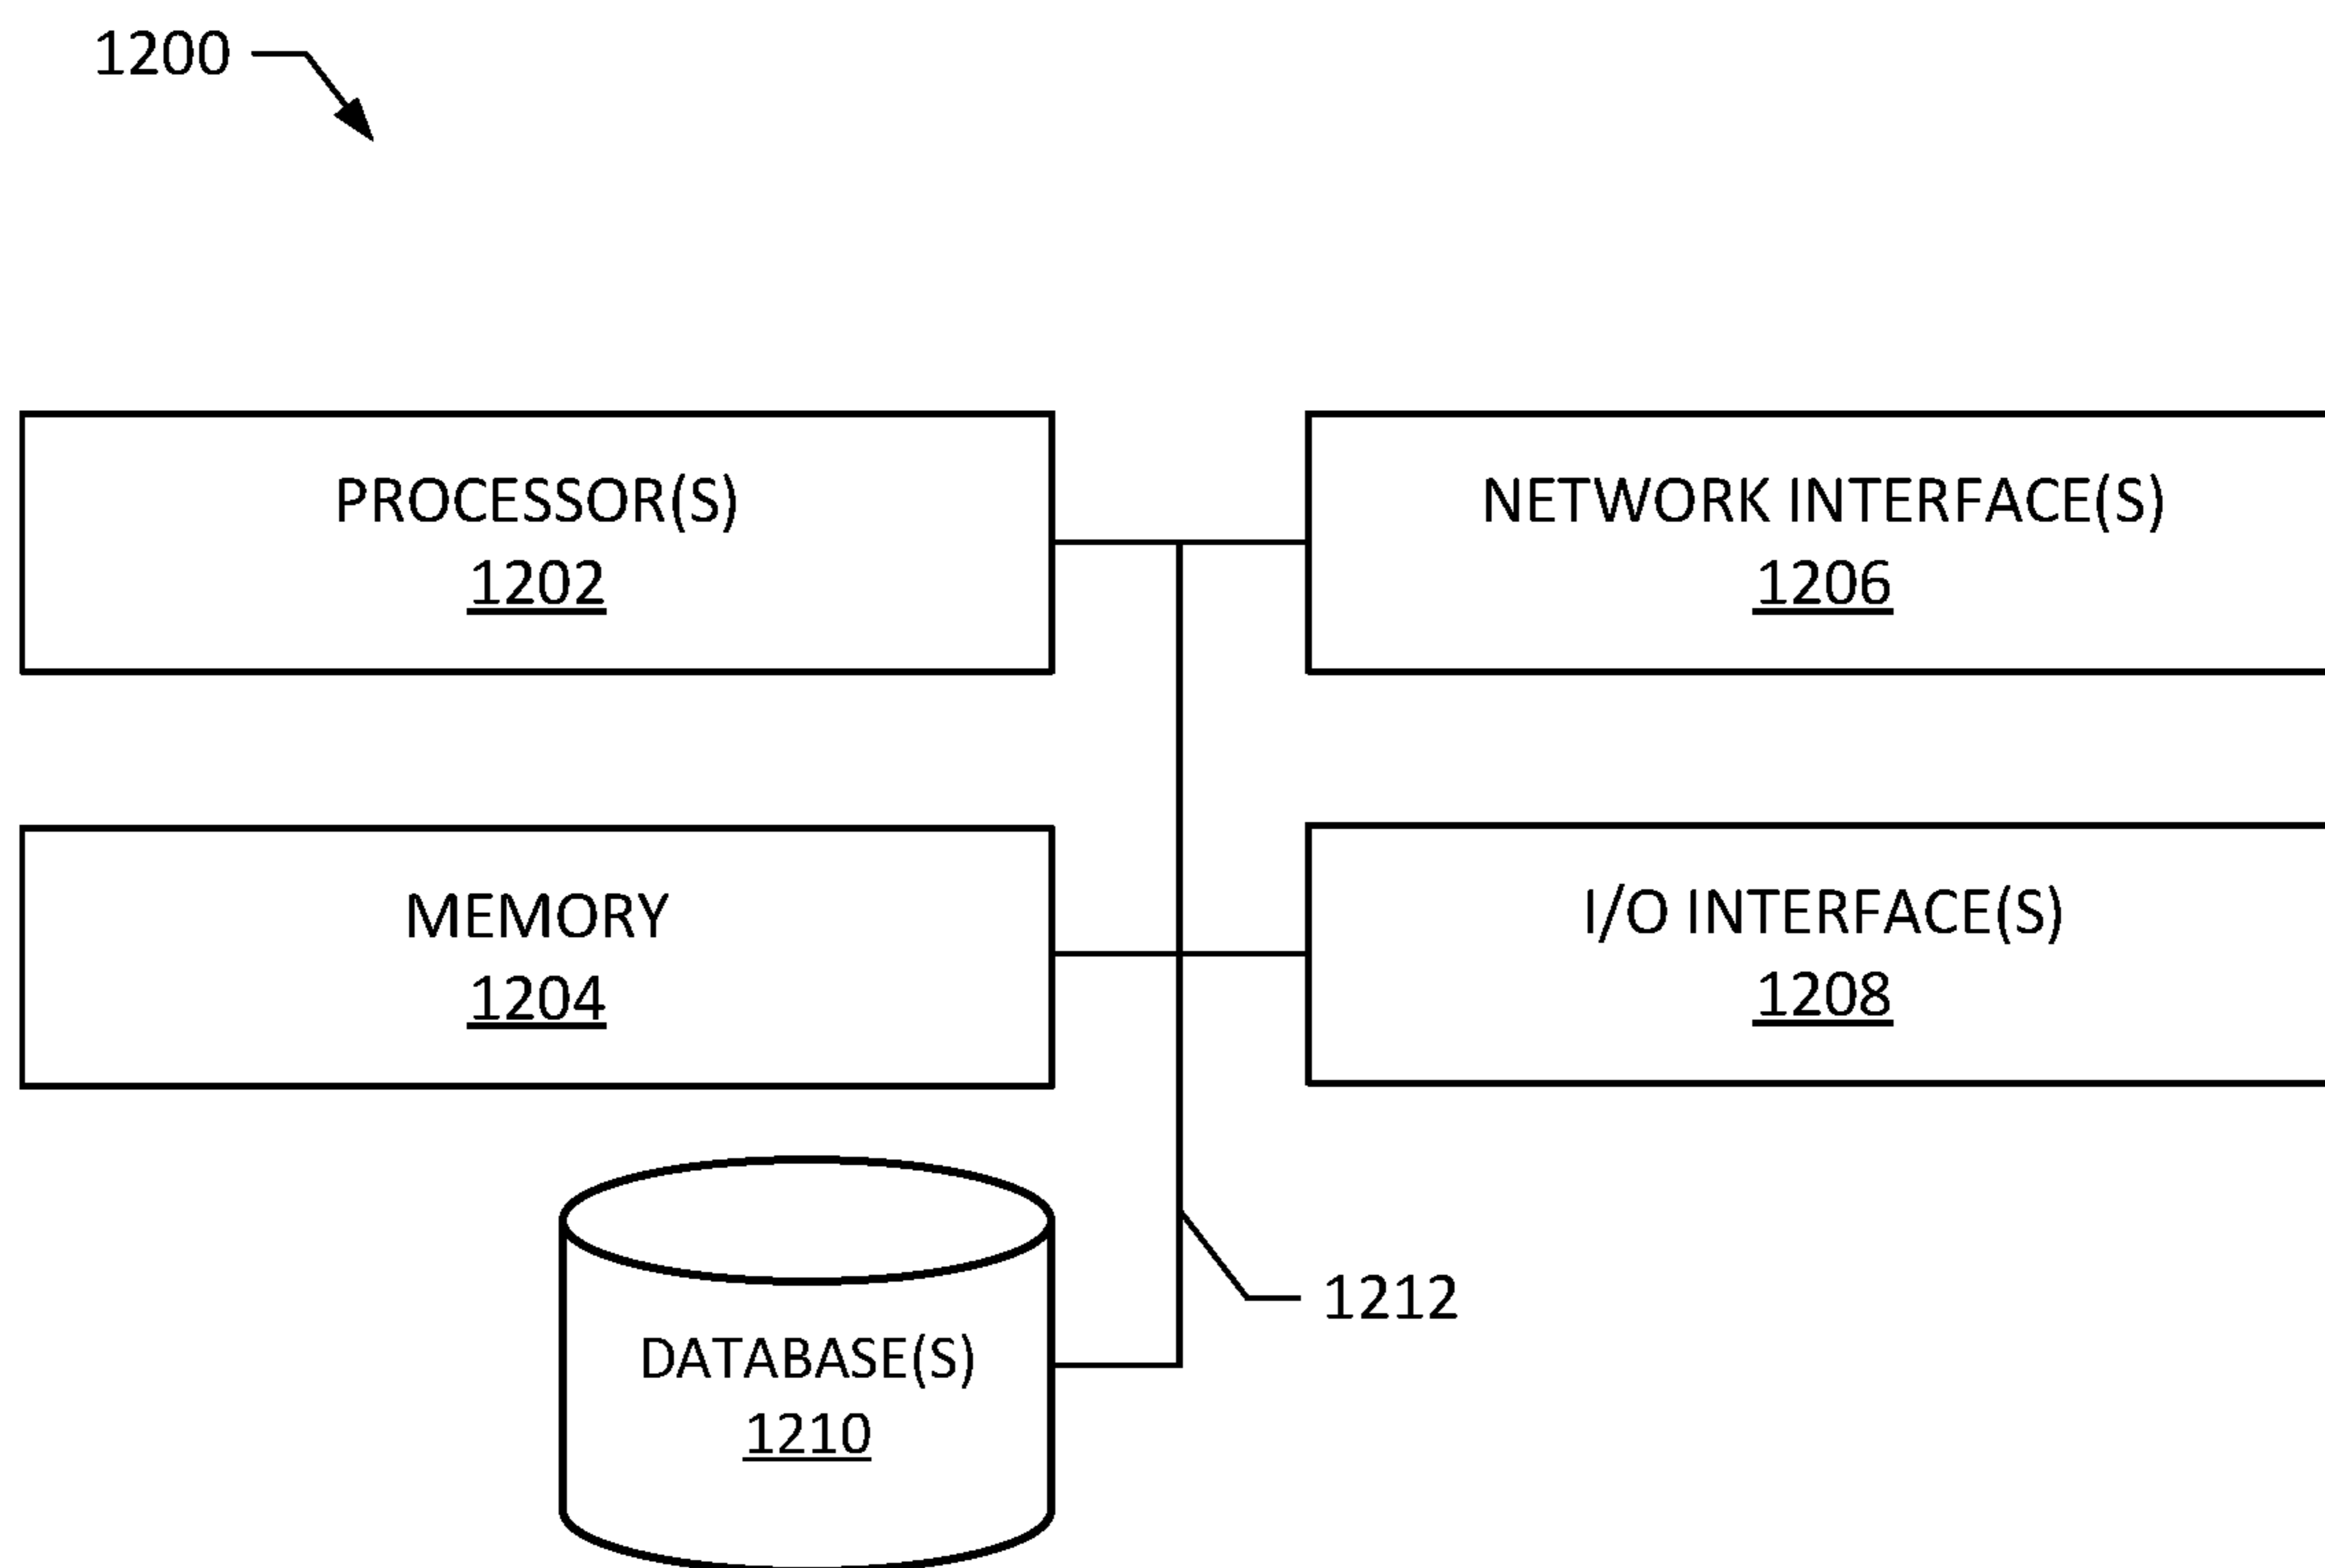 1200
PROCESSOR(S)
1202
NETWORK INTERFACE(S)
1206
MEMORY
1204
I/O INTERFACE(S)
1208
1212
DATABASE(S)
1210